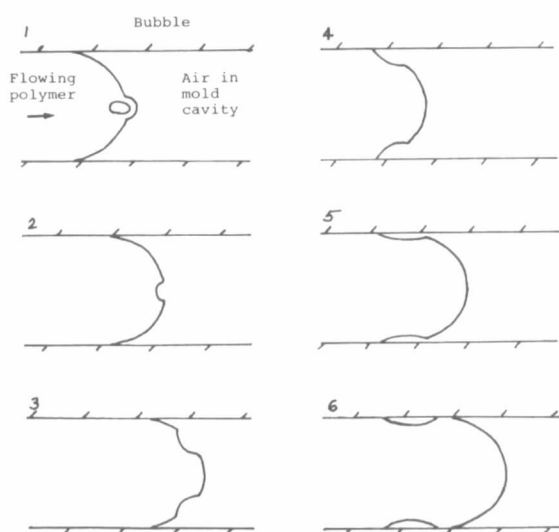 Bubble
1
Flowing
polymer
Air in
mold
cavity
2
3
4
5
6